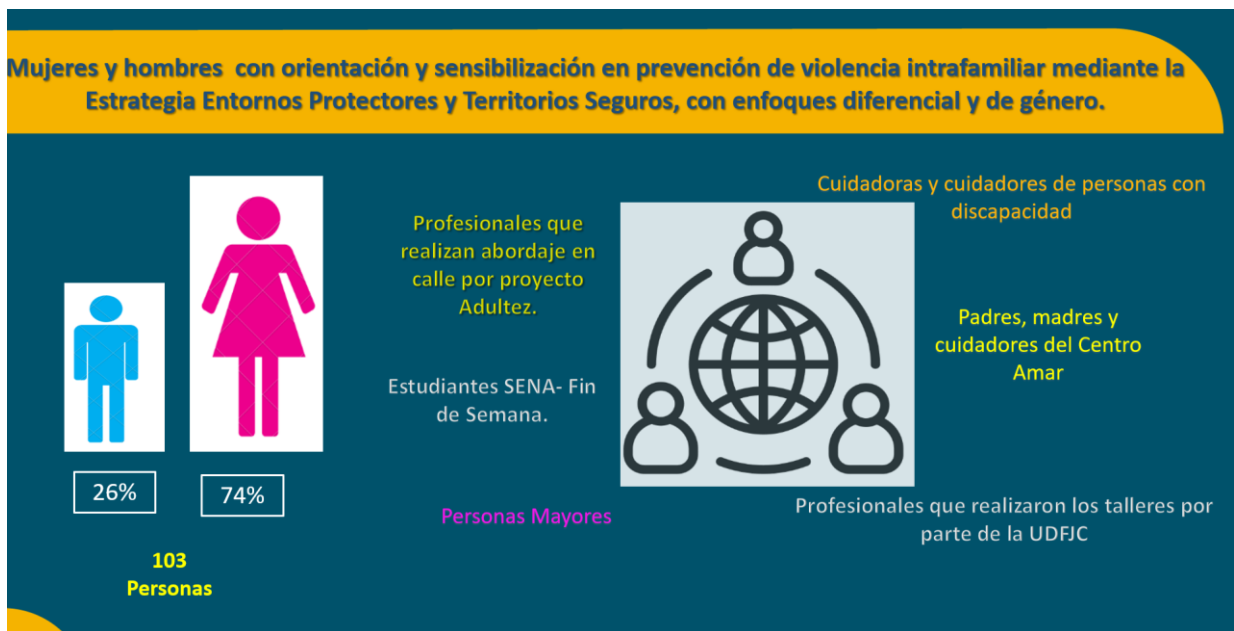 Mujeres y hombres con orientación y sensibilización en prevención de violencia intrafamiliar mediante la
Estrategia Entornos Protectores y Territorios Seguros, con enfoques diferencial y de género.
26%
74%
103
Personas
Profesionales que
realizan abordaje en
calle por proyecto
Adultez.
Estudiantes SENA- Fin
de Semana.
Personas Mayores
Cuidadoras y cuidadores de personas con
discapacidad
Padres, madres y
cuidadores del Centro
Amar
Profesionales que realizaron los talleres por
parte de la UDFJC